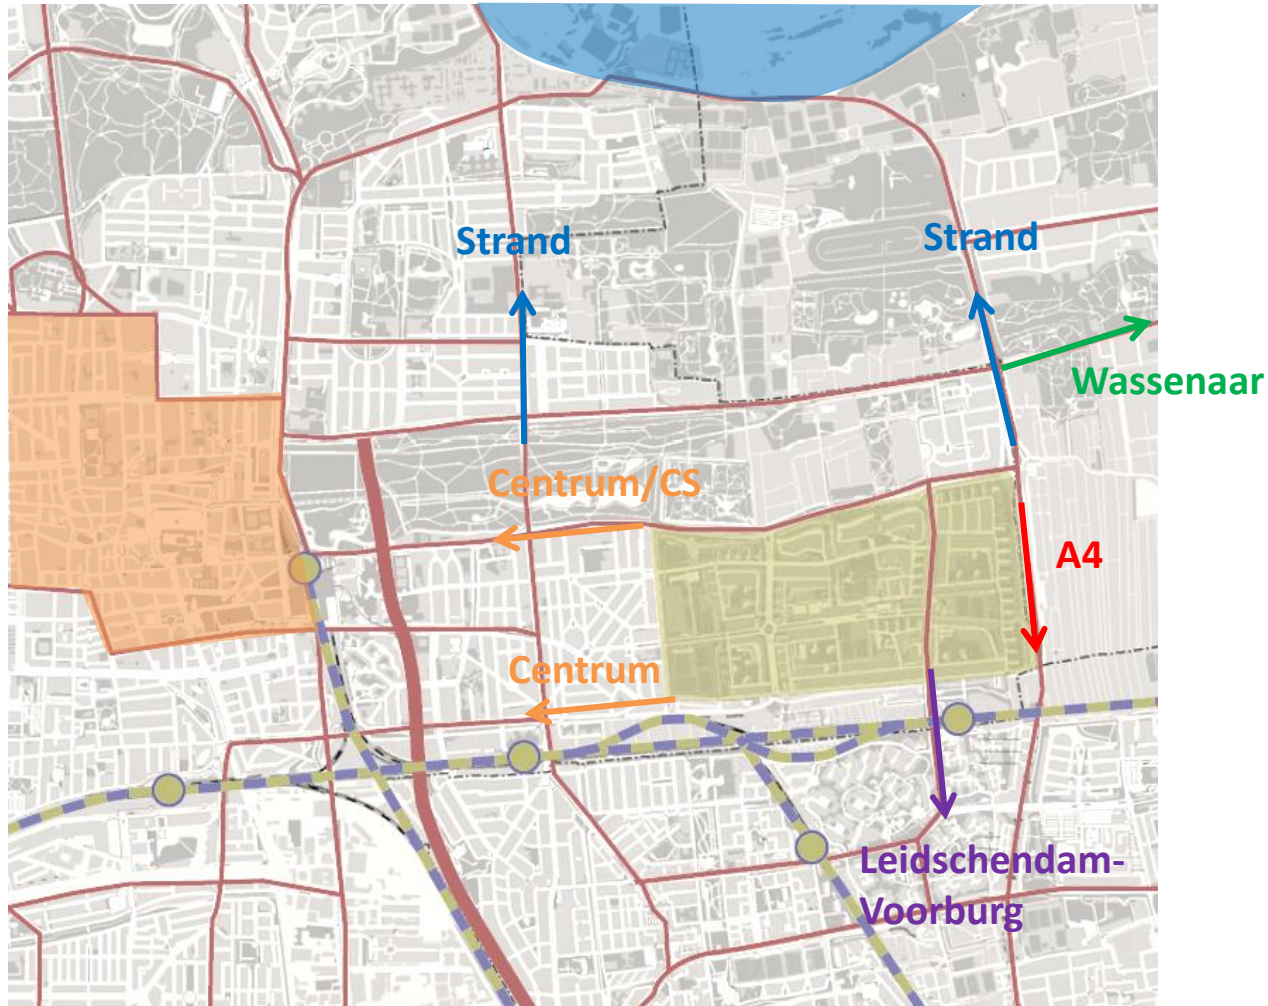 Strand
Strand
Wassenaar
Centrum/CS
A4
Centrum
Leidschendam-
Voorburg